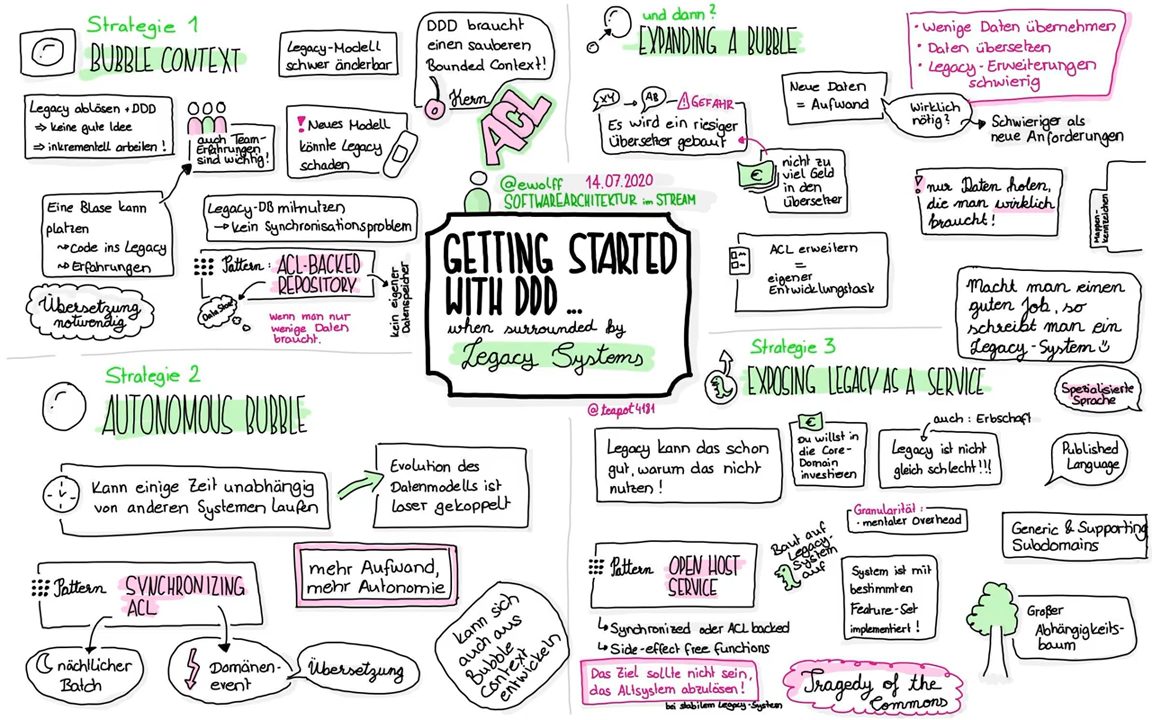 Strategie 1
BUBBLE CONTEXT
Legacy-Modell
schwer änderbar
DDD braucht
einen sauberen
Bounded Context!
Kern
ACL
Legacy ablösen + DDD
⇒ keine gute Idee
⇒ inkrementell arbeiten!
auch Team-
Erfahrungen
sind wichtig!
! Neues Modell
könnte Legacy
schaden
Eine Blase kann
platzen
↝ Code ins Legacy
↝ Erfahrungen
Legacy-DB mitnutzen
→ kein Synchronisationsproblem
Pattern: ACL-BACKED
REPOSITORY
kein eigener
Datenspeicher
Data Store
wenn man nur
wenige Daten
braucht.
Übersetzung
notwendig
@ewolff 14.07.2020
SOFTWAREARCHITEKTUR im STREAM
GETTING STARTED
WITH DDD ...
when surrounded by
Legacy Systems
@teapot4181
und dann?
EXPANDING A BUBBLE
• Wenige Daten übernehmen
• Daten übersetzen
• Legacy-Erweiterungen
schwierig
XY → AB
GEFAHR
Es wird ein riesiger
Übersetzer gebaut
Neue Daten
= Aufwand
Wirklich
nötig?
→ Schwieriger als
neue Anforderungen
€
nicht zu
viel Geld
in den
Übersetzer
! nur Daten holen,
die man wirklich
braucht!
Mappen-
kennzeichen
ACL erweitern
=
eigener
Entwicklungstask
Macht man einen
guten Job, so
schreibt man ein
Legacy-System
Strategie 2
AUTONOMOUS BUBBLE
Kann einige Zeit unabhängig
von anderen Systemen laufen
Evolution des
Datenmodells ist
loser gekoppelt
Pattern SYNCHRONIZING
ACL
mehr Aufwand,
mehr Autonomie
nächtlicher
Batch
Domänen-
event
Übersetzung
kann sich
auch aus
Bubble
Context
entwickeln
Strategie 3
EXPOSING LEGACY AS A SERVICE
Spezialisierte
Sprache
Legacy kann das schon
gut, warum das nicht
nutzen!
€
Du willst in
die Core-
Domain
investieren
auch: Erbschaft
Legacy ist nicht
gleich schlecht!!!
Published
Language
Granularität:
- mentaler Overhead
Generic & Supporting
Subdomains
Pattern OPEN HOST
SERVICE
Baut auf
Legacy-
System
auf
System ist mit
bestimmten
Feature-Set
implementiert!
Großer
Abhängigkeits-
baum
↳ Synchronized oder ACL backed
↳ Side-effect free functions
Das Ziel sollte nicht sein,
das Altsystem abzulösen!
bei stabilem Legacy-System
Tragedy of the
Commons